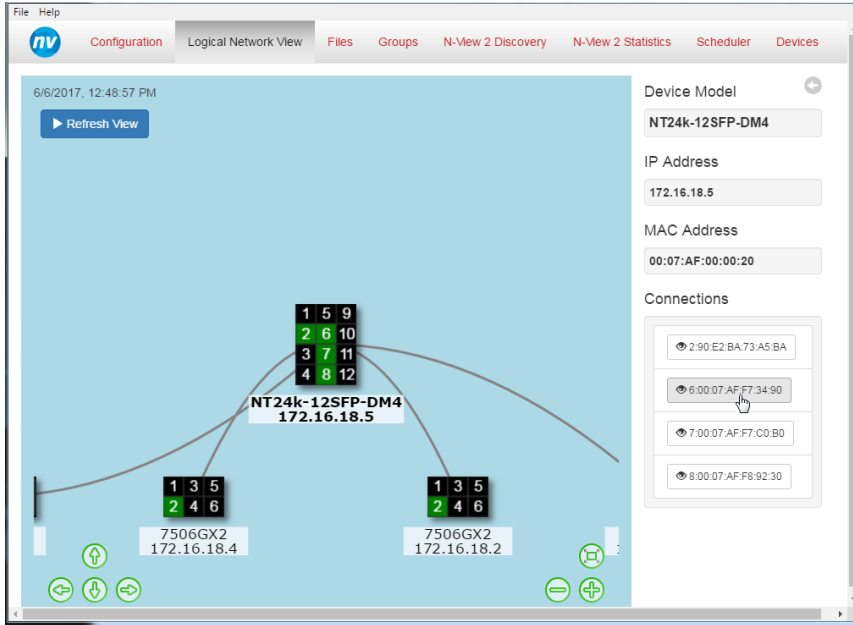 File Help
nv Configuration Logical Network View Files Groups N-View 2 Discovery N-View 2 Statistics Scheduler Devices
6/6/2017, 12:48:57 PM
Refresh View
1 5 9
2 6 10
3 7 11
4 8 12
NT24k-12SFP-DM4
172.16.18.5
1 3 5
2 4 6
7506GX2
172.16.18.4
1 3 5
2 4 6
7506GX2
172.16.18.2
Device Model
NT24k-12SFP-DM4
IP Address
172.16.18.5
MAC Address
00:07:AF:00:00:20
Connections
2:90:E2:BA:73:A5:BA
6:00:07:AF:F7:34:90
7:00:07:AF:F7:C0:B0
8:00:07:AF:F8:92:30